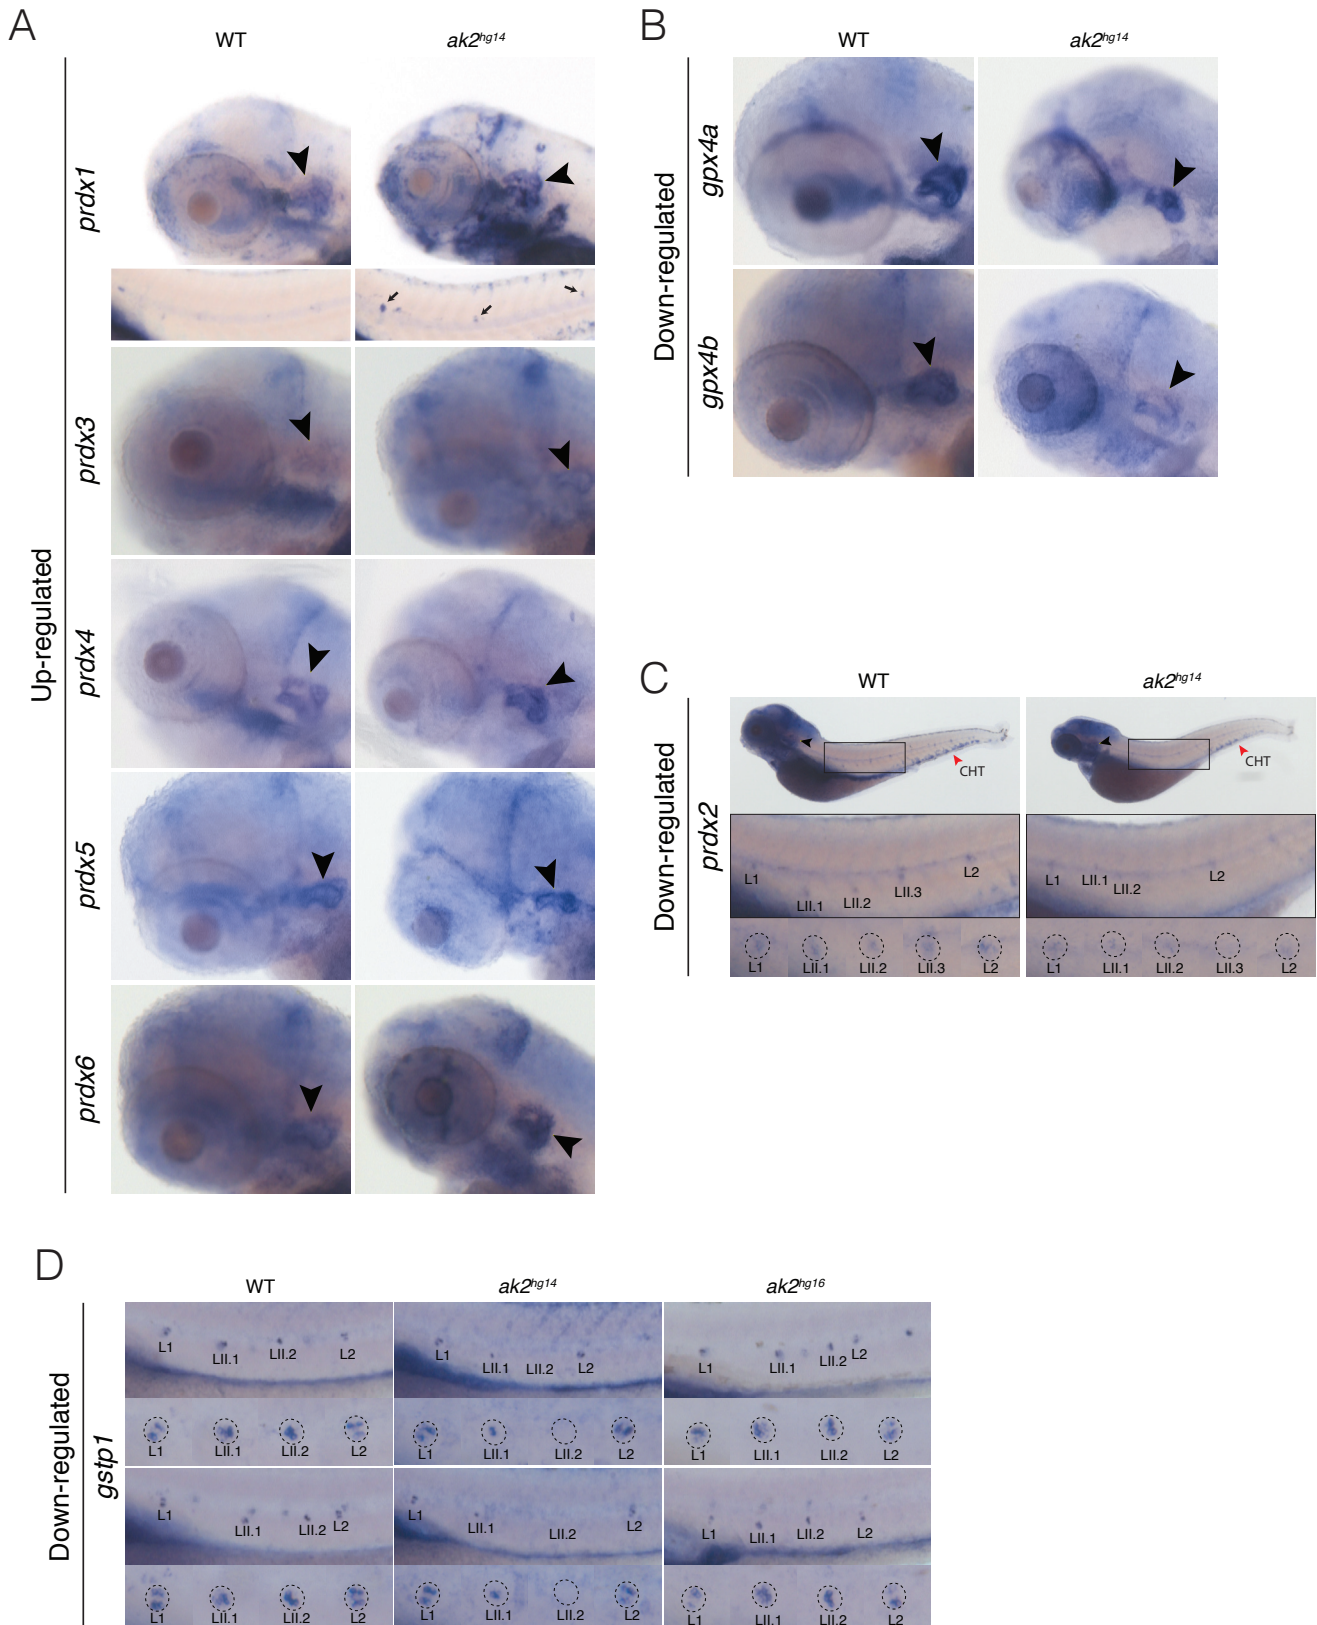 A
WT
ak2hg14
Up-regulated
prdx1
prdx3
prdx4
prdx5
prdx6
B
WT
ak2hg14
Down-regulated
gpx4a
gpx4b
C
WT
ak2hg14
Down-regulated
prdx2
CHT
CHT
L1 LII.1 LII.2 LII.3 L2
L1 LII.1 LII.2 L2
L1 LII.1 LII.2 LII.3 L2
L1 LII.1 LII.2 LII.3 L2
D
WT
ak2hg14
ak2hg16
Down-regulated
gstp1
L1 LII.1 LII.2 L2
L1 LII.1 LII.2 L2
L1 LII.1 LII.2 L2
L1 LII.1 LII.2 L2
L1 LII.1 LII.2 L2
L1 LII.1 LII.2 L2
L1 LII.1 LII.2 L2
L1 LII.1 LII.2 L2
L1 LII.1 LII.2 L2
L1 LII.1 LII.2 L2
L1 LII.1 LII.2 L2
L1 LII.1 LII.2 L2